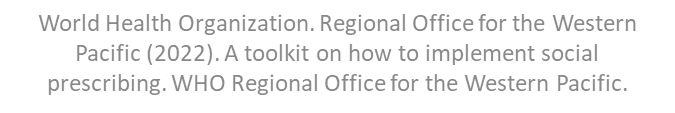 World Health Organization. Regional Office for the Western
Pacific (2022). A toolkit on how to implement social
prescribing. WHO Regional Office for the Western Pacific.